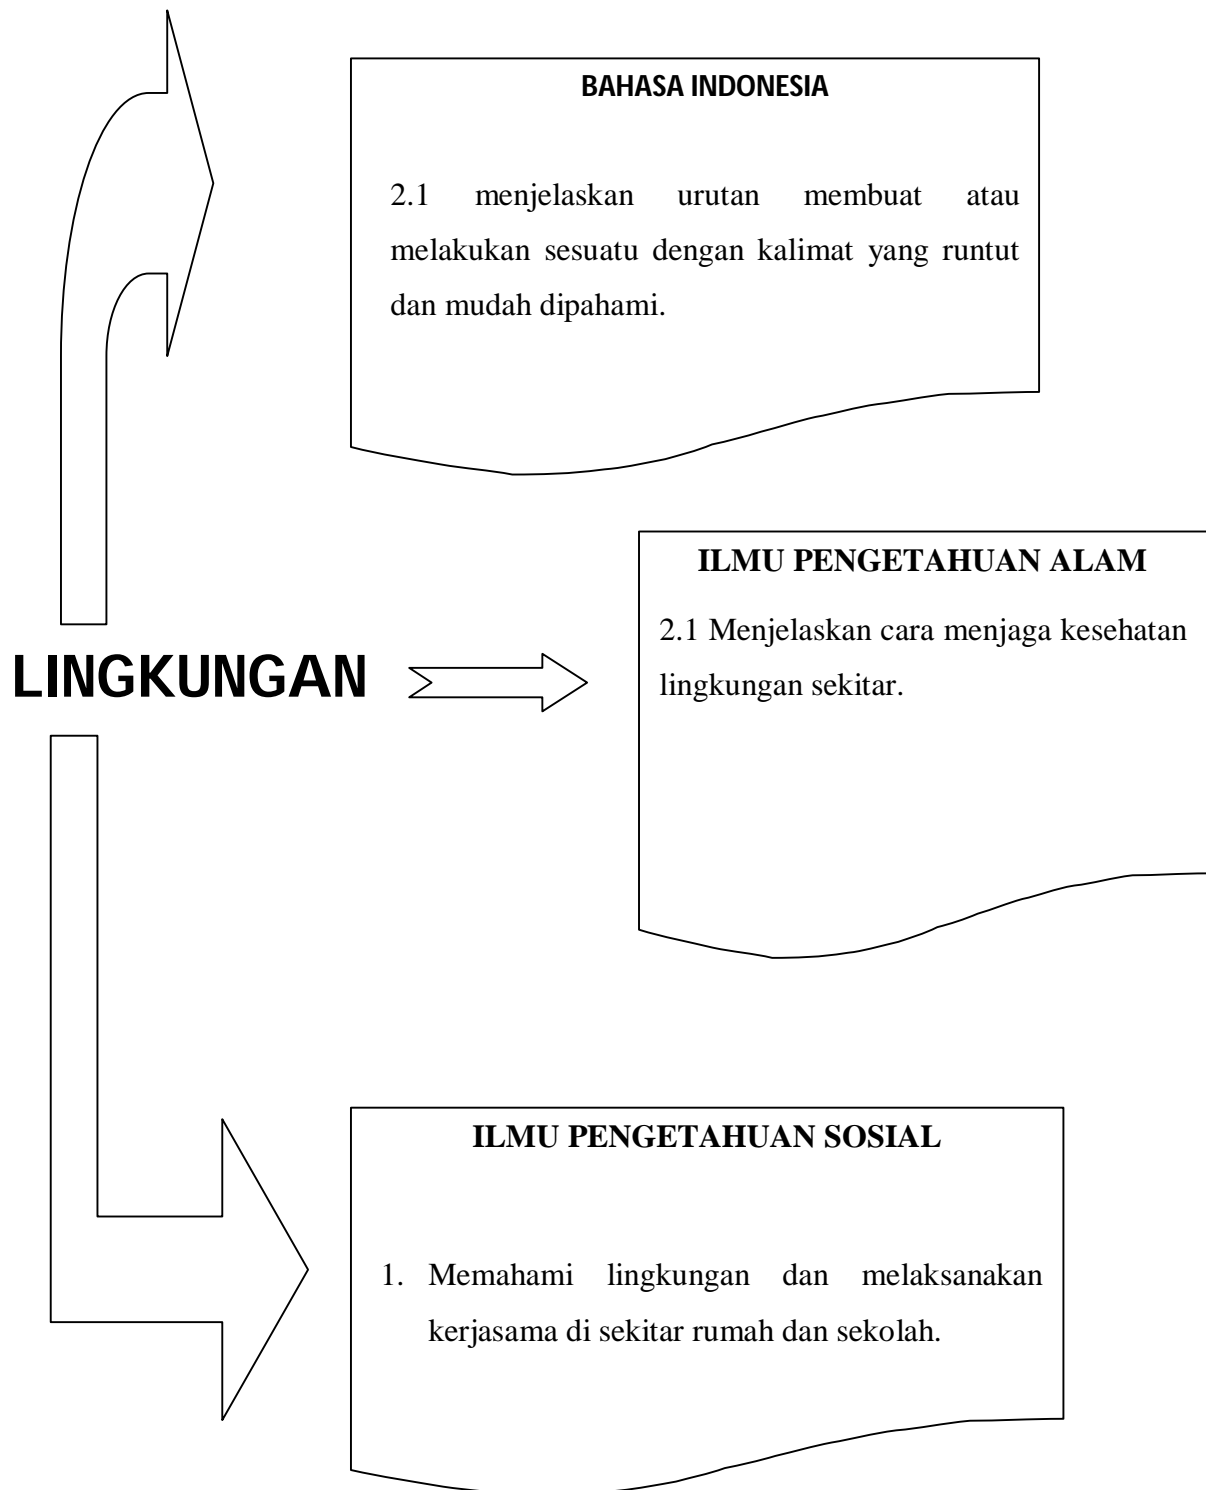 BAHASA INDONESIA
2.1 menjelaskan urutan membuat atau
melakukan sesuatu dengan kalimat yang runtut
dan mudah dipahami.
ILMU PENGETAHUAN ALAM
2.1 Menjelaskan cara menjaga kesehatan
lingkungan sekitar.
LINGKUNGAN
ILMU PENGETAHUAN SOSIAL
1. Memahami lingkungan dan melaksanakan
kerjasama di sekitar rumah dan sekolah.